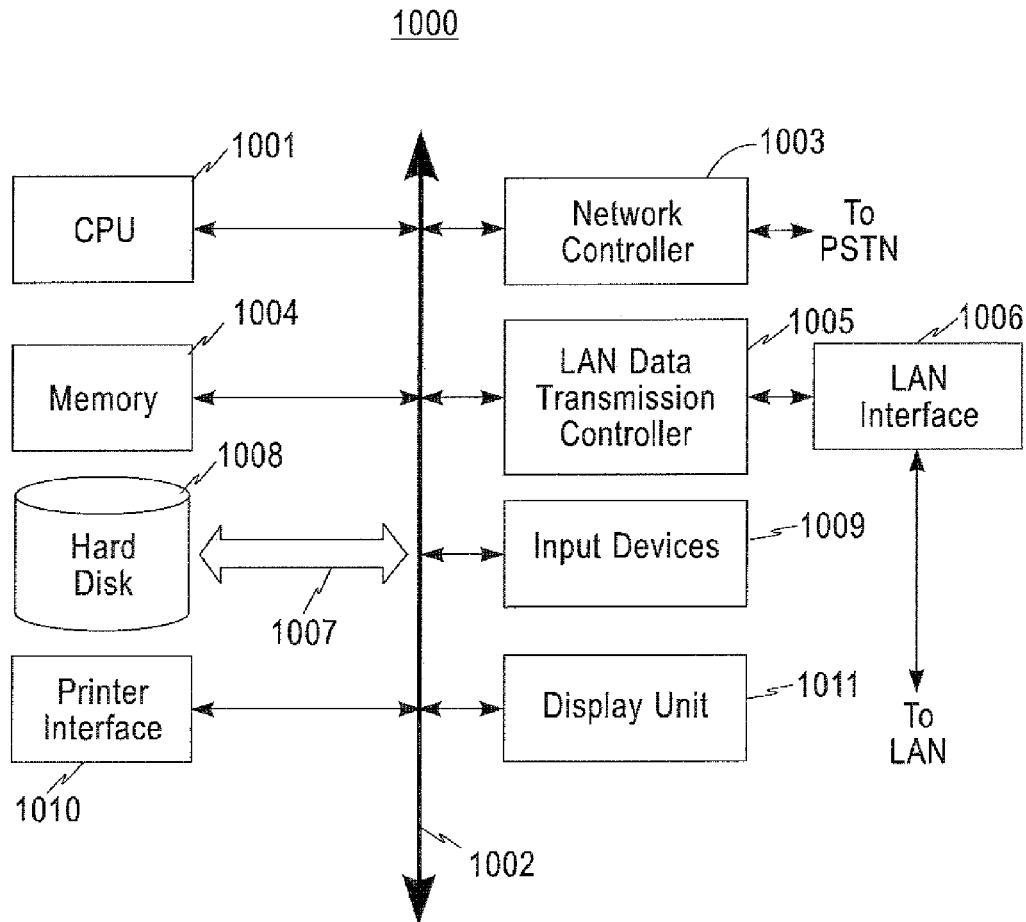 1000
1001
CPU
1003
Network
Controller
To
PSTN
1004
Memory
1005
LAN Data
Transmission
Controller
1006
LAN
Interface
1008
Hard
Disk
1007
Input Devices
1009
Printer
Interface
1010
Display Unit
1011
To
LAN
1002